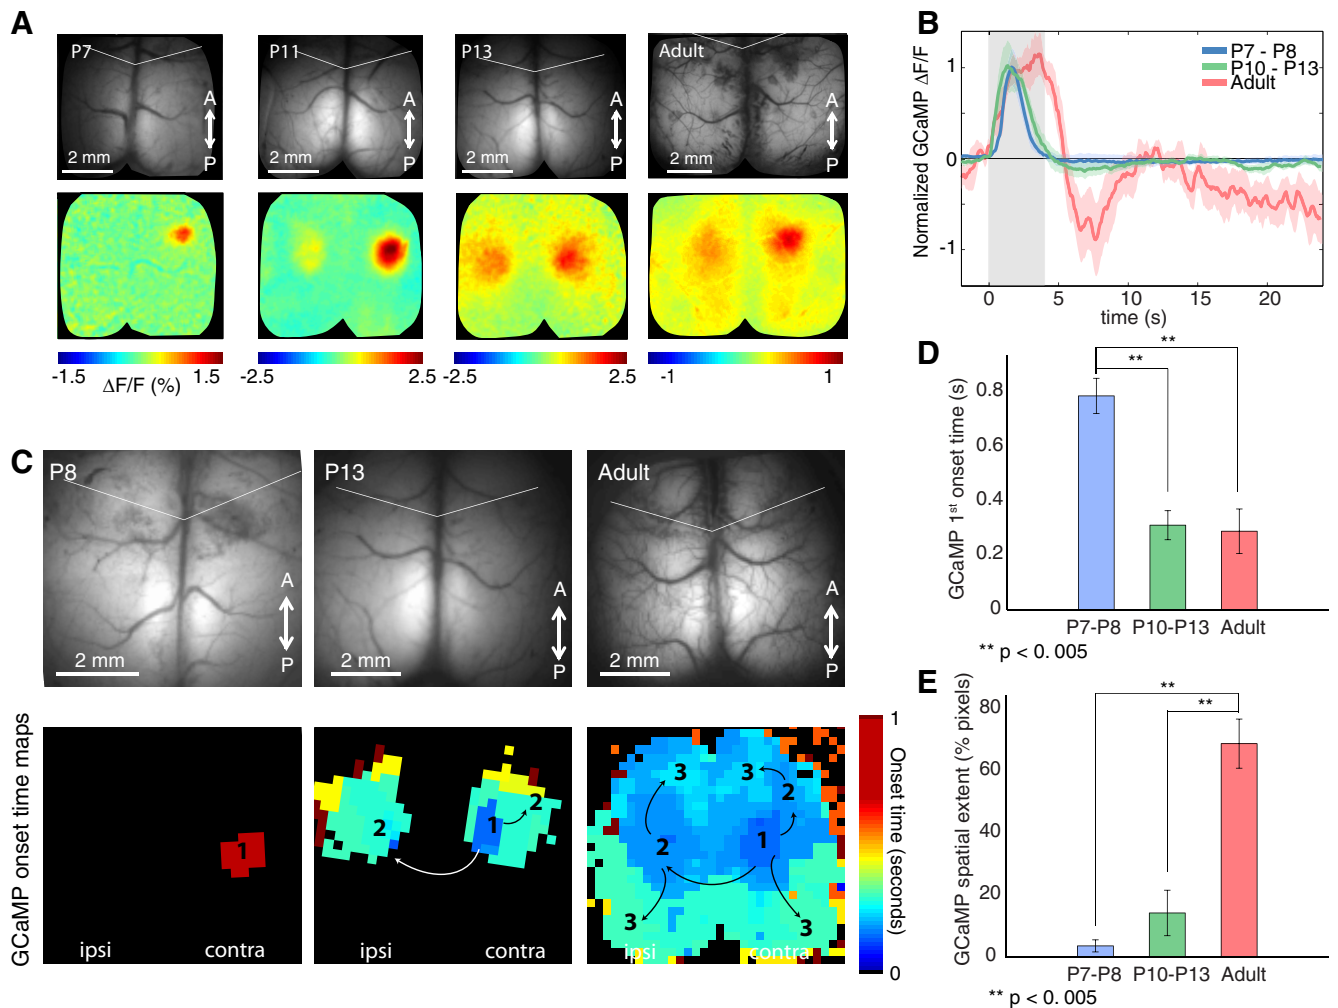 A
P7
A
P
2 mm
P11
A
P
2 mm
P13
A
P
2 mm
Adult
A
P
2 mm
-1.5
1.5
ΔF/F (%)
-2.5
2.5
-2.5
2.5
-1
1
B
Normalized GCaMP ΔF/F
1
0
-1
P7 - P8
P10 - P13
Adult
0
5
10
15
20
time (s)
C
P8
A
P
2 mm
P13
A
P
2 mm
Adult
A
P
2 mm
GCaMP onset time maps
1
ipsi
contra
2
1
2
ipsi
contra
3
3
2
2
1
3
3
ipsi
contra
1
Onset time (seconds)
0
D
GCaMP 1st onset time (s)
0.8
0.6
0.4
0.2
0
**
**
P7-P8
P10-P13
Adult
** p < 0.005
E
GCaMP spatial extent (% pixels)
80
60
40
20
0
**
**
P7-P8
P10-P13
Adult
** p < 0.005